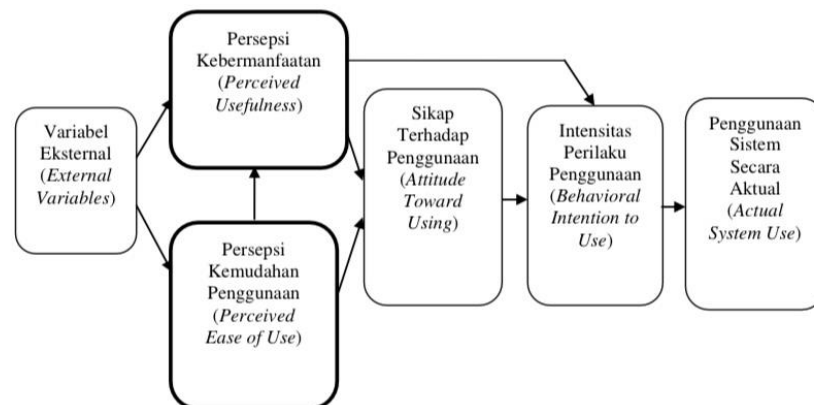 Variabel
Eksternal
(External
Variables)
Persepsi
Kebermanfaatan
(Perceived
Usefulness)
Persepsi
Kemudahan
Penggunaan
(Perceived
Ease of Use)
Sikap
Terhadap
Penggunaan
(Attitude
Toward
Using)
Intensitas
Perilaku
Penggunaan
(Behavioral
Intention to
Use)
Penggunaan
Sistem
Secara
Aktual
(Actual
System Use)